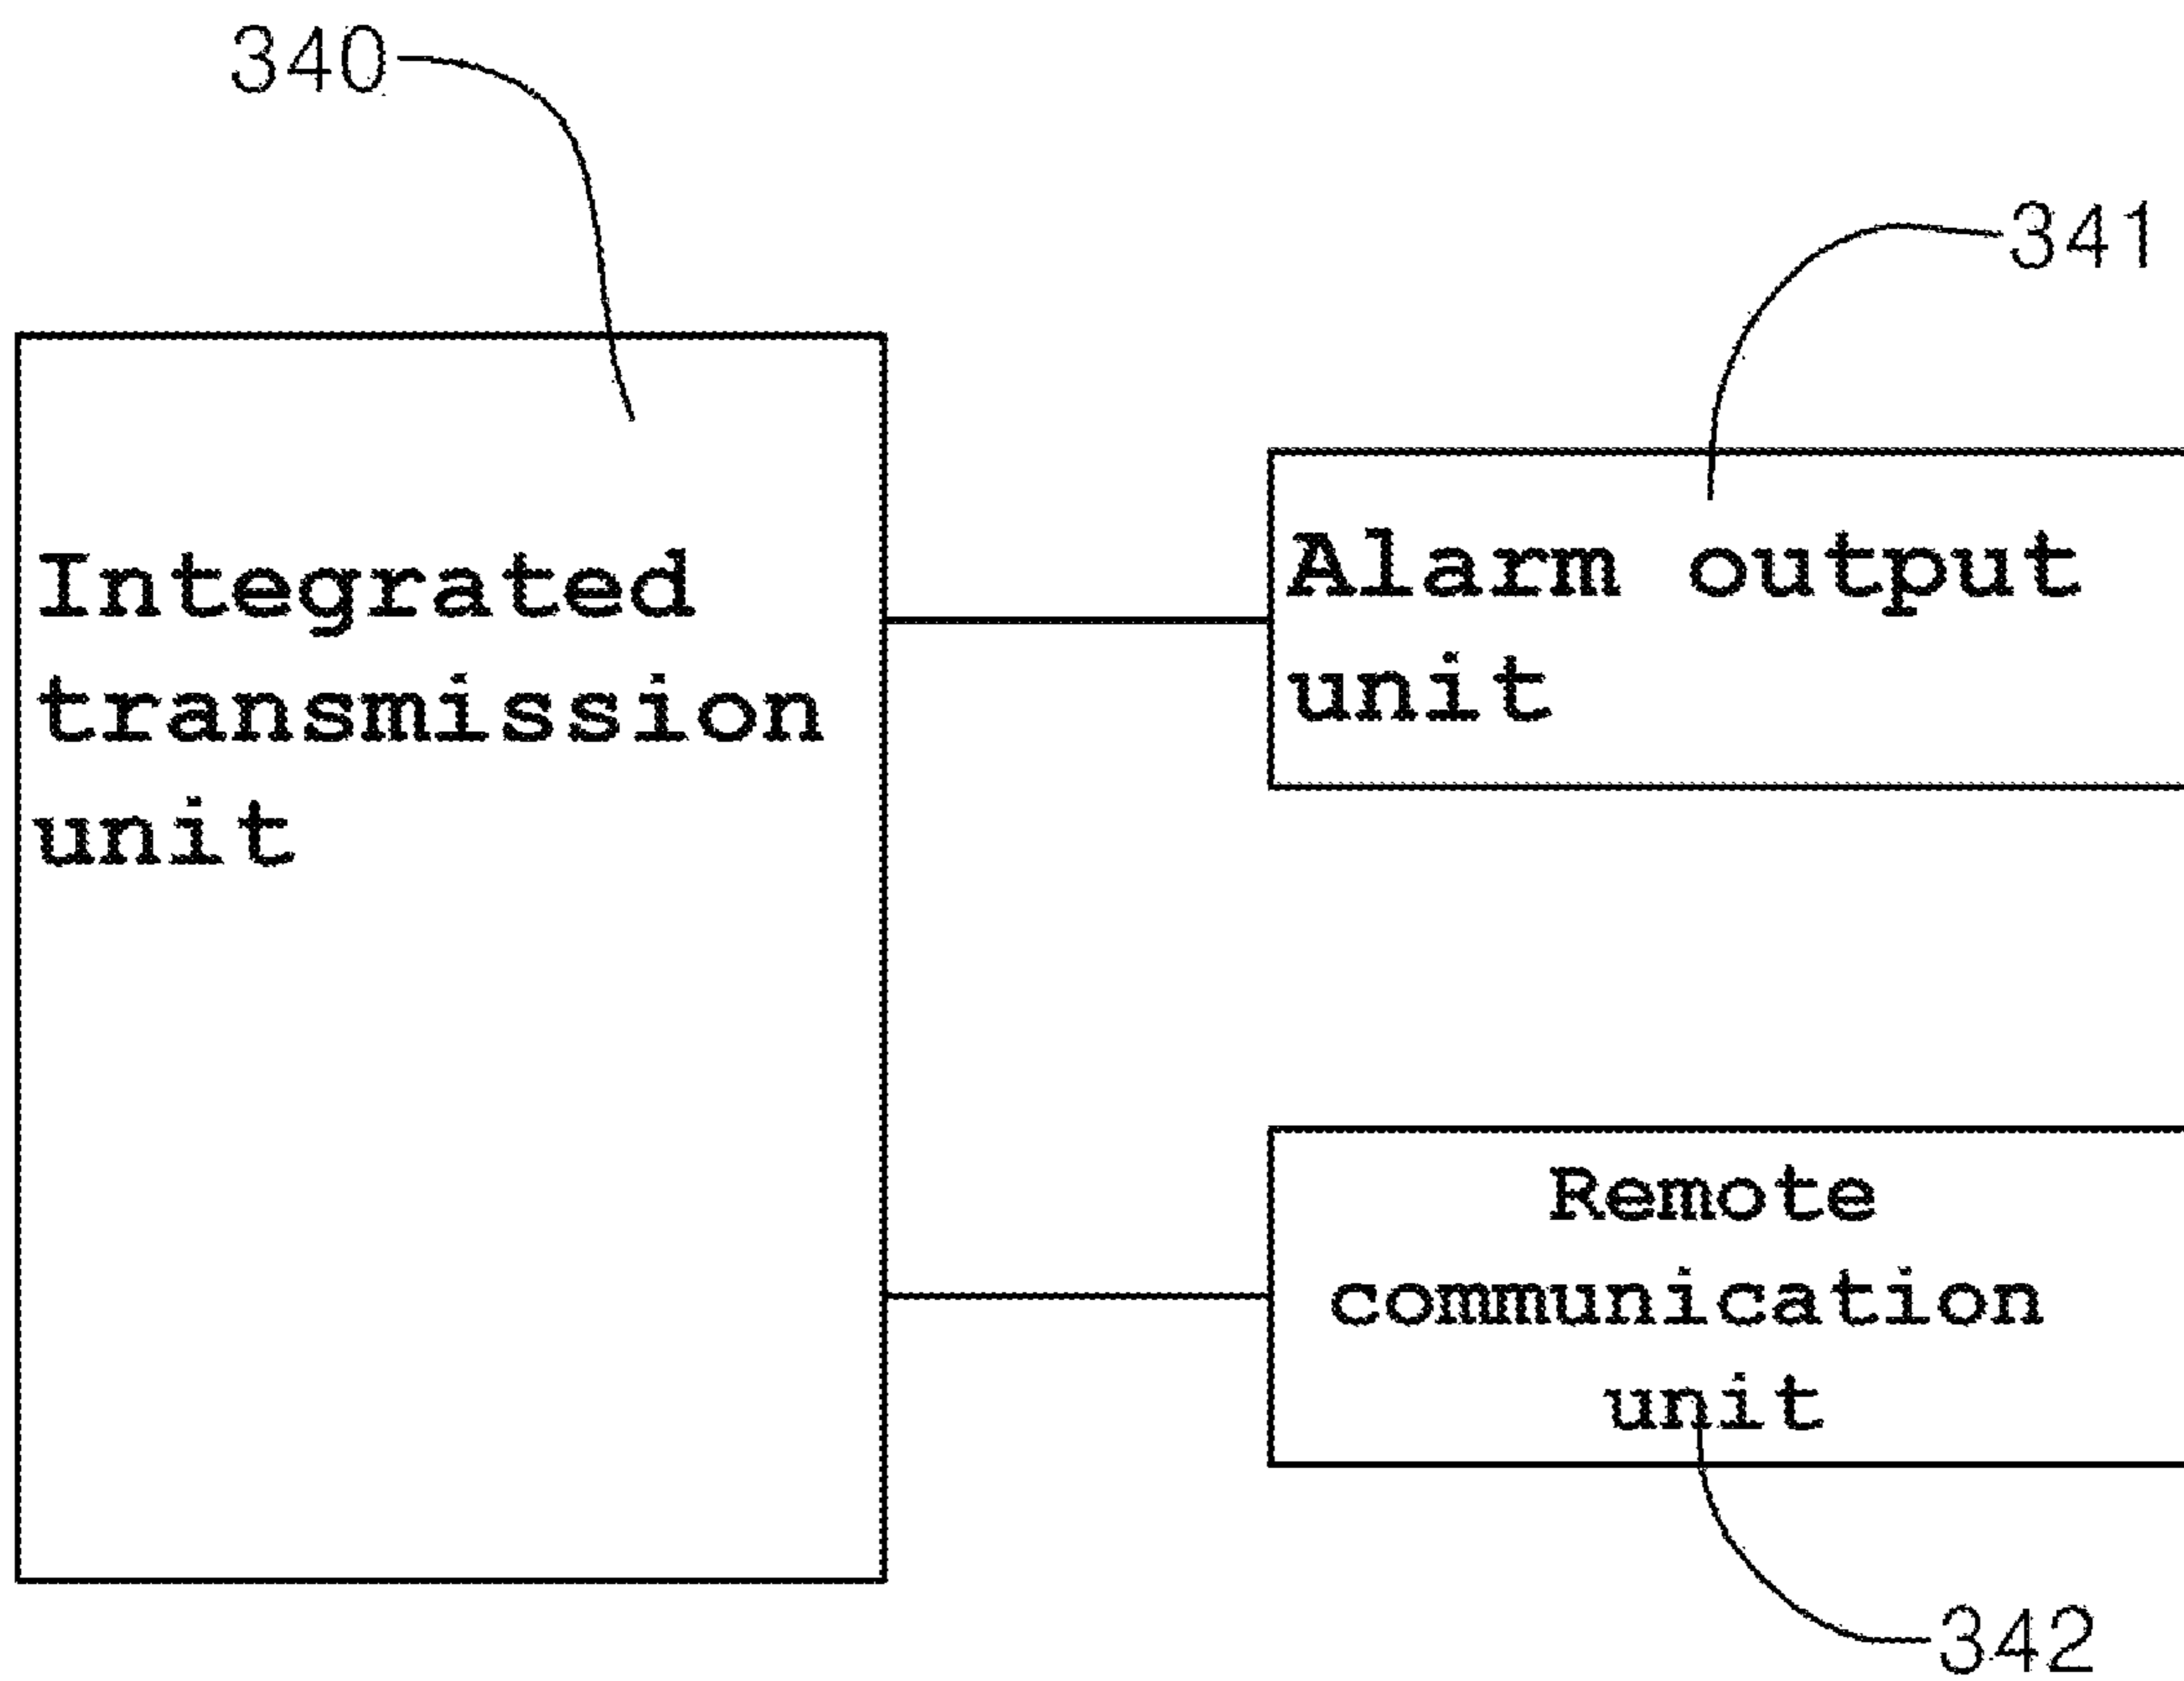 340
341
Integrated
transmission
unit
Alarm output
unit
Remote
communication
unit
342